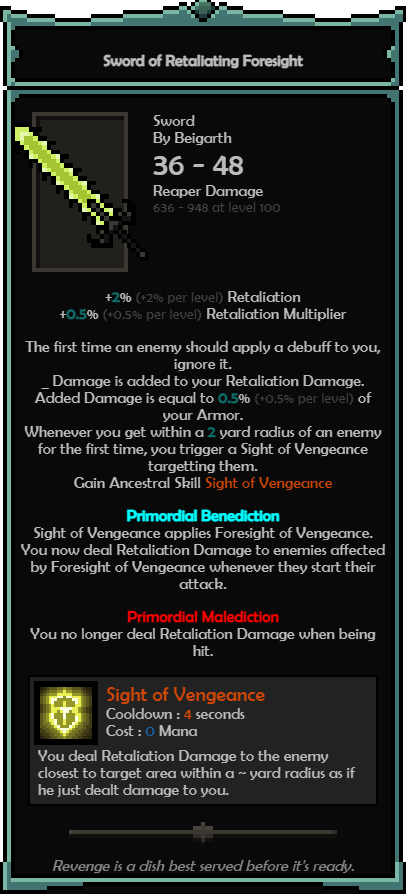 Sword of Retaliating Foresight
Sword
By Beigarth
36 - 48
Reaper Damage
636 - 948 at level 100
+2% (+2% per level) Retaliation
+0.5% (+0.5% per level) Retaliation Multiplier
The first time an enemy should apply a debuff to you,
ignore it.
_ Damage is added to your Retaliation Damage.
Added Damage is equal to 0.5% (+0.5% per level) of
your Armor.
Whenever you get within a 2 yard radius of an enemy
for the first time, you trigger a Sight of Vengeance
targetting them.
Gain Ancestral Skill Sight of Vengeance
Primordial Benediction
Sight of Vengeance applies Foresight of Vengeance.
You now deal Retaliation Damage to enemies affected
by Foresight of Vengeance whenever they start their
attack.
Primordial Malediction
You no longer deal Retaliation Damage when being
hit.
Sight of Vengeance
Cooldown : 4 seconds
Cost : 0 Mana
You deal Retaliation Damage to the enemy
closest to target area within a ~ yard radius as if
he just dealt damage to you.
Revenge is a dish best served before it's ready.